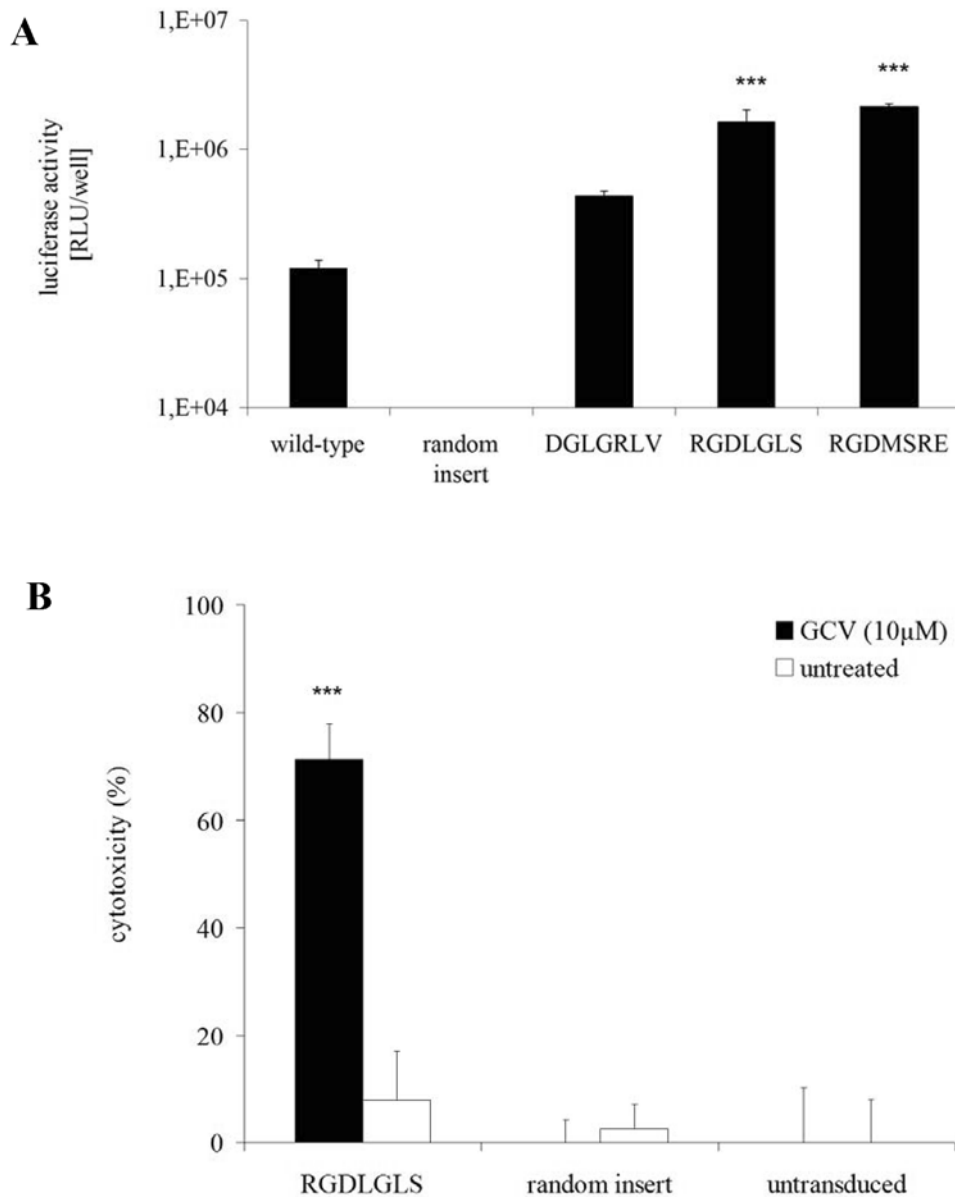 A
1,E+07
1,E+06
1,E+05
1,E+04
luciferase activity
[RLU/well]
***
***
wild-type
random
insert
DGLGRLV
RGDLGLS
RGDMSRE
B
100
80
60
40
20
0
cytotoxicity (%)
GCV (10µM)
untreated
***
RGDLGLS
random insert
untransduced